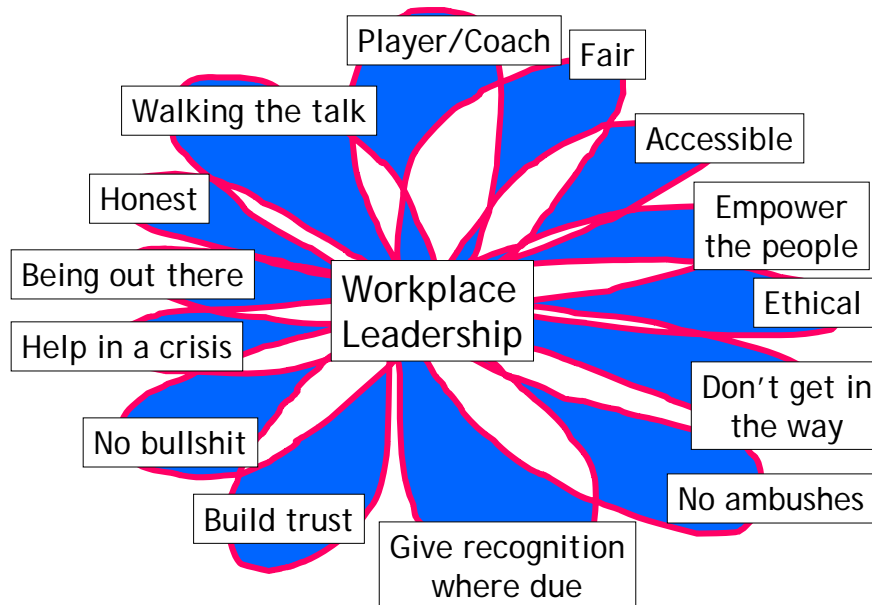 Player/Coach
Fair
Walking the talk
Accessible
Honest
Empower
the people
Being out there
Workplace
Leadership
Ethical
Help in a crisis
Don't get in
the way
No bullshit
No ambushes
Build trust
Give recognition
where due